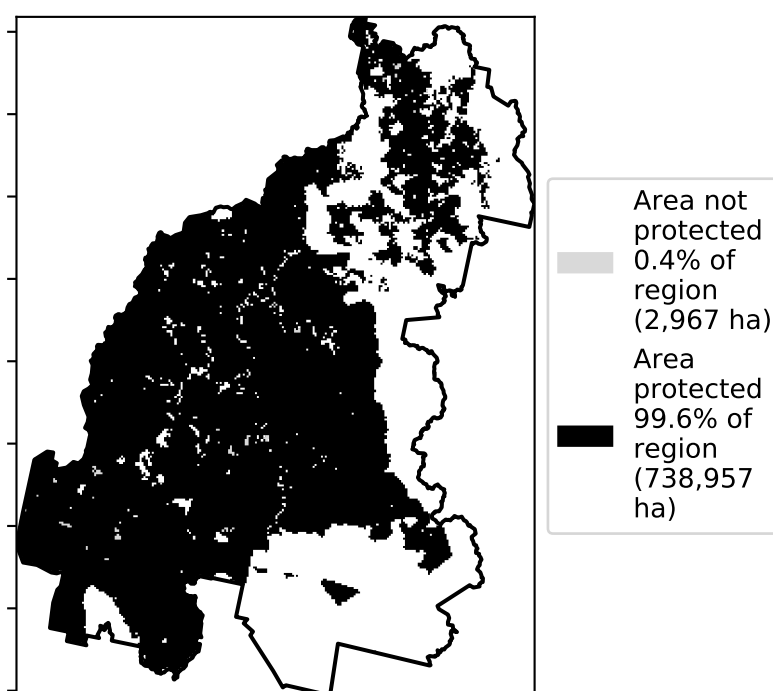 Area not
protected
0.4% of
region
(2,967 ha)
Area
protected
99.6% of
region
(738,957
ha)